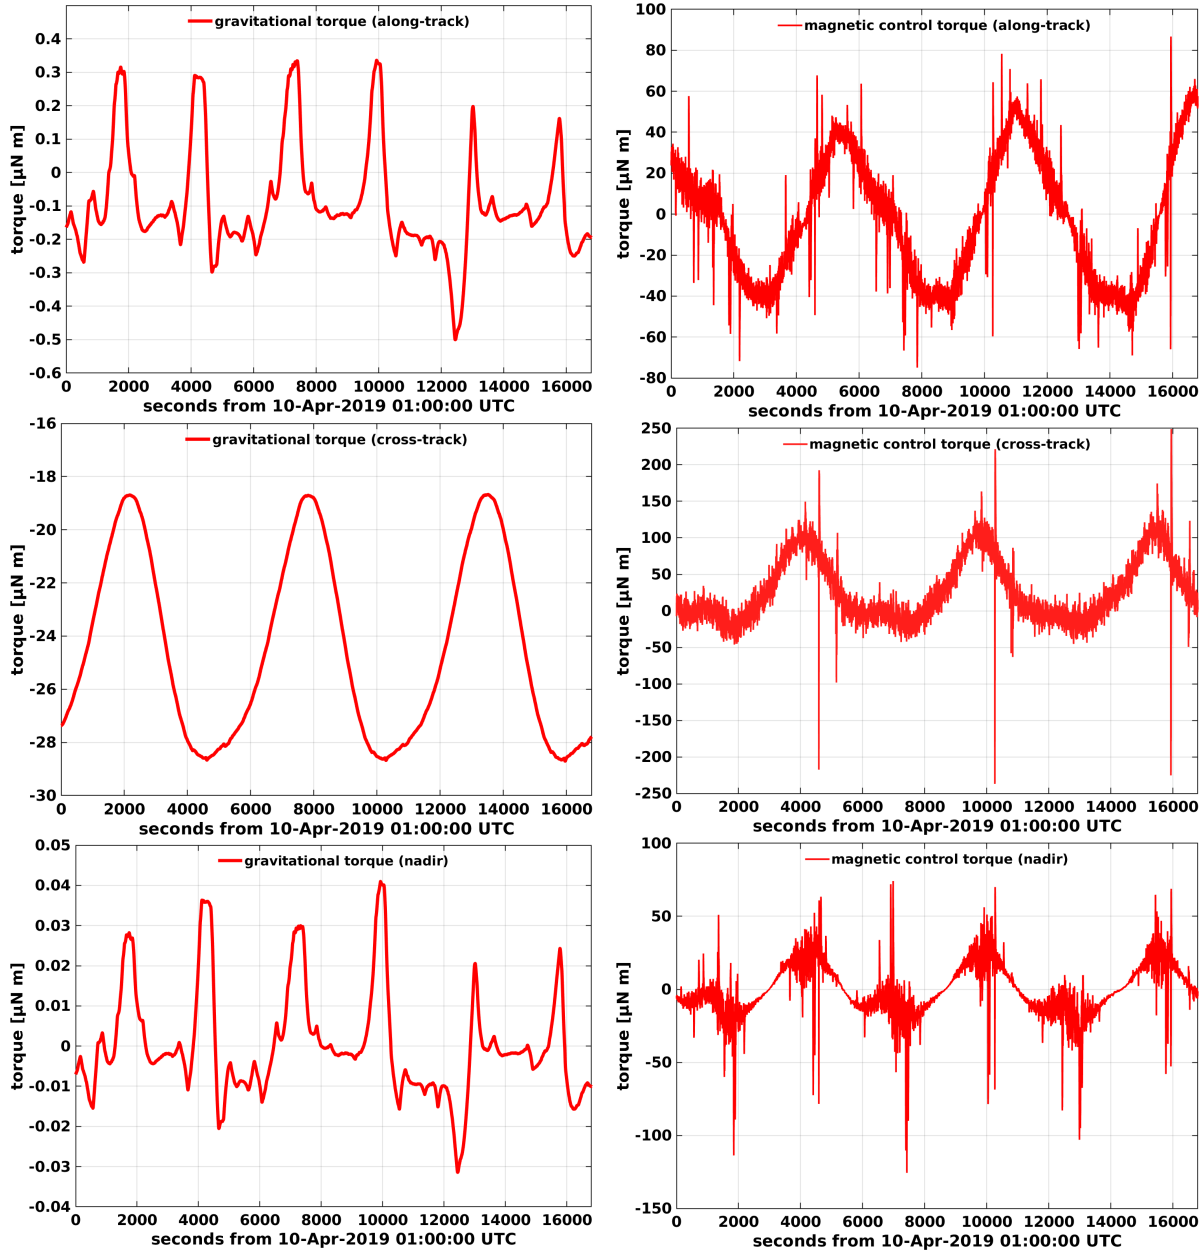 gravitational torque (along-track)
torque [µN m]
0.4
0.3
0.2
0.1
0
-0.1
-0.2
-0.3
-0.4
-0.5
-0.6
0 2000 4000 6000 8000 10000 12000 14000 16000
seconds from 10-Apr-2019 01:00:00 UTC
magnetic control torque (along-track)
torque [µN m]
100
80
60
40
20
0
-20
-40
-60
-80
0 2000 4000 6000 8000 10000 12000 14000 16000
seconds from 10-Apr-2019 01:00:00 UTC
gravitational torque (cross-track)
torque [µN m]
-16
-18
-20
-22
-24
-26
-28
-30
0 2000 4000 6000 8000 10000 12000 14000 16000
seconds from 10-Apr-2019 01:00:00 UTC
magnetic control torque (cross-track)
torque [µN m]
250
200
150
100
50
0
-50
-100
-150
-200
-250
0 2000 4000 6000 8000 10000 12000 14000 16000
seconds from 10-Apr-2019 01:00:00 UTC
gravitational torque (nadir)
torque [µN m]
0.05
0.04
0.03
0.02
0.01
0
-0.01
-0.02
-0.03
-0.04
0 2000 4000 6000 8000 10000 12000 14000 16000
seconds from 10-Apr-2019 01:00:00 UTC
magnetic control torque (nadir)
torque [µN m]
100
50
0
-50
-100
-150
0 2000 4000 6000 8000 10000 12000 14000 16000
seconds from 10-Apr-2019 01:00:00 UTC